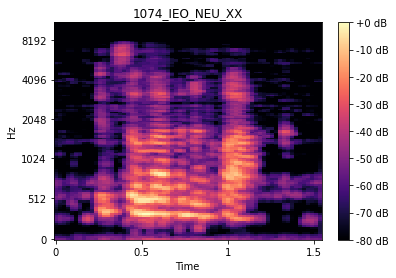 1074_IEO_NEU_XX
8192
4096
2048
1024
512
0
Hz
0
0.5
1
1.5
Time
+0 dB
-10 dB
-20 dB
-30 dB
-40 dB
-50 dB
-60 dB
-70 dB
-80 dB